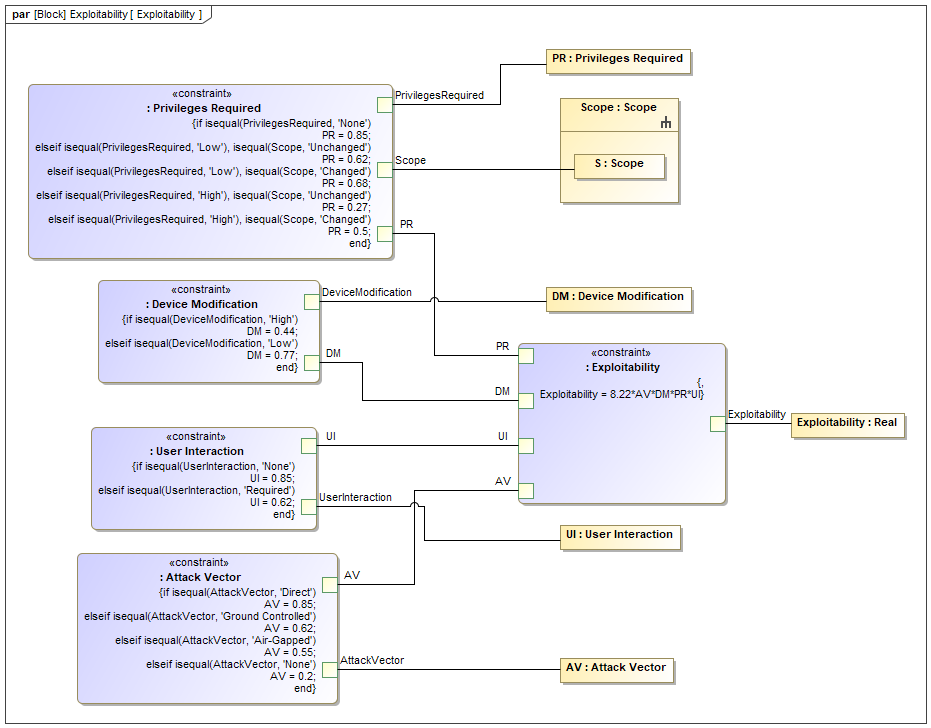 par [Block] Exploitability [ Exploitability ]
«constraint»
: Privileges Required
{if isequal(PrivilegesRequired, 'None')
PR = 0.85;
elseif isequal(PrivilegesRequired, 'Low'), isequal(Scope, 'Unchanged')
PR = 0.62;
elseif isequal(PrivilegesRequired, 'Low'), isequal(Scope, 'Changed')
PR = 0.68;
elseif isequal(PrivilegesRequired, 'High'), isequal(Scope, 'Unchanged')
PR = 0.27;
elseif isequal(PrivilegesRequired, 'High'), isequal(Scope, 'Changed')
PR = 0.5;
end}
PrivilegesRequired
Scope
PR
PR : Privileges Required
Scope : Scope
S : Scope
«constraint»
: Device Modification
{if isequal(DeviceModification, 'High')
DM = 0.44;
elseif isequal(DeviceModification, 'Low')
DM = 0.77;
end}
DeviceModification
DM
DM : Device Modification
PR
DM
UI
AV
«constraint»
: Exploitability
{,
Exploitability = 8.22*AV*DM*PR*UI}
Exploitability
Exploitability : Real
«constraint»
: User Interaction
{if isequal(UserInteraction, 'None')
UI = 0.85;
elseif isequal(UserInteraction, 'Required')
UI = 0.62;
end}
UI
UserInteraction
UI : User Interaction
«constraint»
: Attack Vector
{if isequal(AttackVector, 'Direct')
AV = 0.85;
elseif isequal(AttackVector, 'Ground Controlled')
AV = 0.62;
elseif isequal(AttackVector, 'Air-Gapped')
AV = 0.55;
elseif isequal(AttackVector, 'None')
AV = 0.2;
end}
AV
AttackVector
AV : Attack Vector